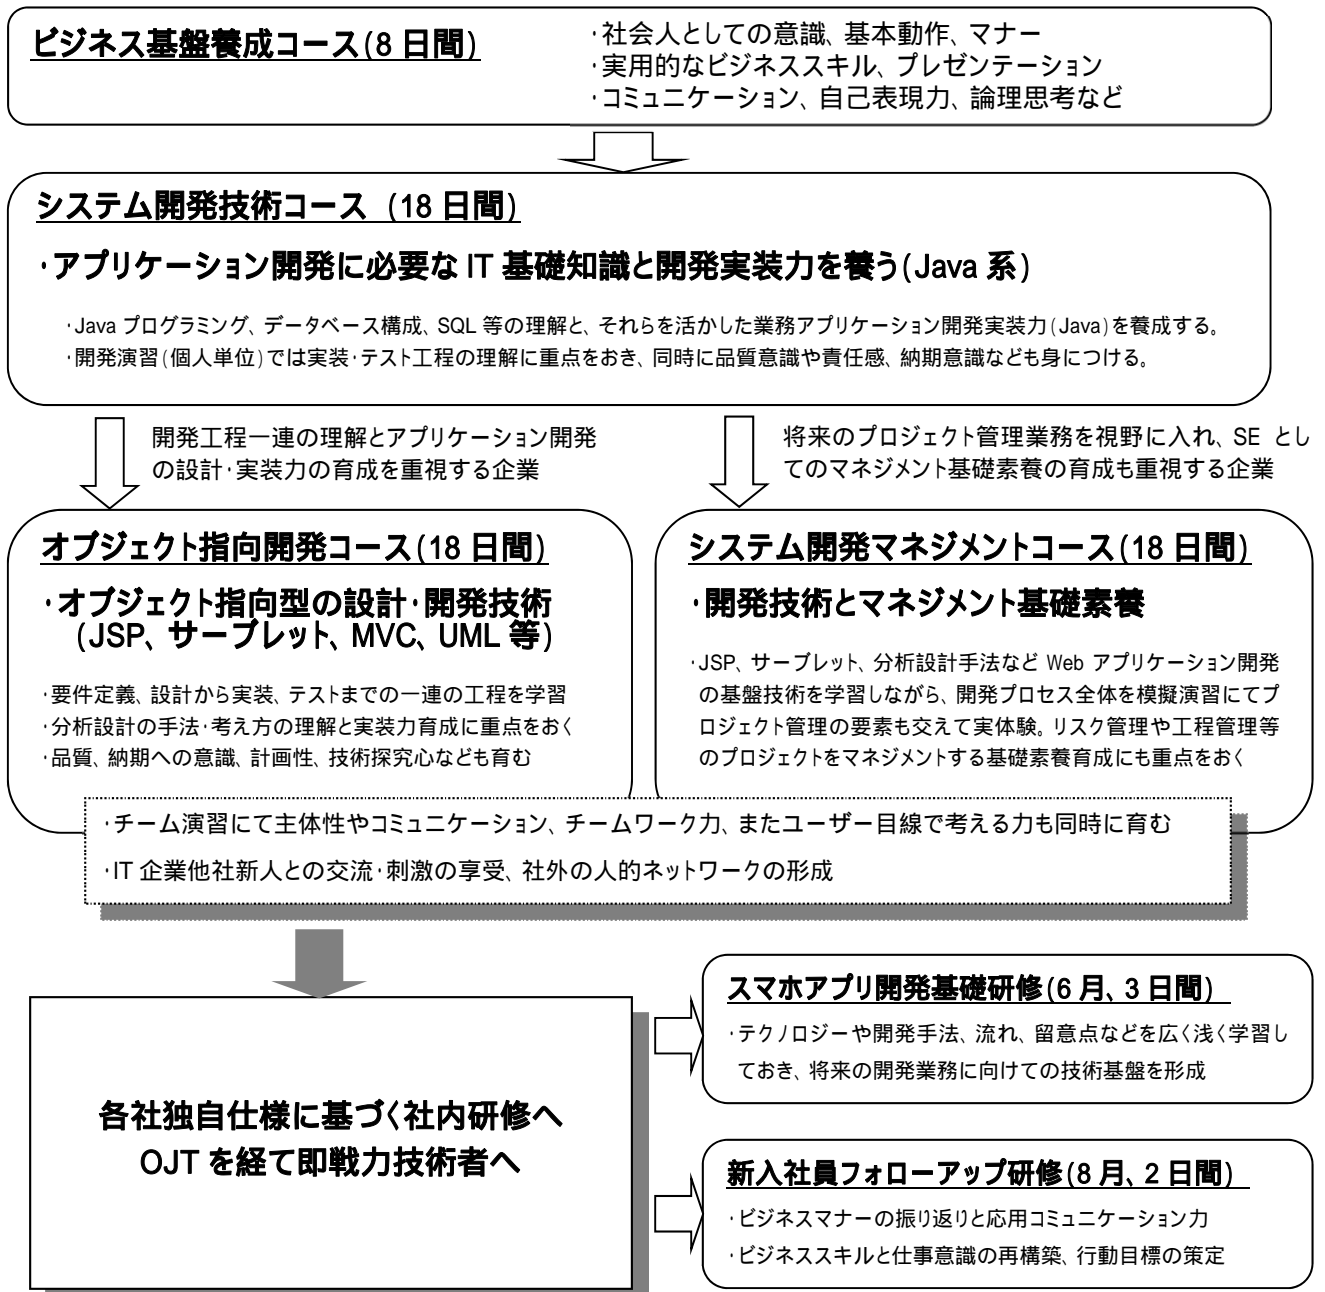 ビジネス基盤養成コース(8 日間)
・社会人としての意識、基本動作、マナー
・実用的なビジネススキル、プレゼンテーション
・コミュニケーション、自己表現力、論理思考など
システム開発技術コース (18 日間)
・アプリケーション開発に必要な IT 基礎知識と開発実装力を養う(Java 系)
・Java プログラミング、データベース構成、SQL 等の理解と、それらを活かした業務アプリケーション開発実装力(Java)を養成する。
・開発演習(個人単位)では実装・テスト工程の理解に重点をおき、同時に品質意識や責任感、納期意識なども身につける。
開発工程一連の理解とアプリケーション開発
の設計・実装力の育成を重視する企業
将来のプロジェクト管理業務を視野に入れ、SE とし
てのマネジメント基礎素養の育成も重視する企業
オブジェクト指向開発コース(18 日間)
・オブジェクト指向型の設計・開発技術
(JSP、サーブレット、MVC、UML 等)
・要件定義、設計から実装、テストまでの一連の工程を学習
・分析設計の手法・考え方の理解と実装力育成に重点をおく
・品質、納期への意識、計画性、技術探究心なども育む
システム開発マネジメントコース(18 日間)
・開発技術とマネジメント基礎素養
・JSP、サーブレット、分析設計手法など Web アプリケーション開発
の基盤技術を学習しながら、開発プロセス全体を模擬演習にてプ
ロジェクト管理の要素も交えて実体験。リスク管理や工程管理等
のプロジェクトをマネジメントする基礎素養育成にも重点をおく
・チーム演習にて主体性やコミュニケーション、チームワーク力、またユーザー目線で考える力も同時に育む
・IT 企業他社新人との交流・刺激の享受、社外の人的ネットワークの形成
各社独自仕様に基づく社内研修へ
OJT を経て即戦力技術者へ
スマホアプリ開発基礎研修(6 月、3 日間)
・テクノロジーや開発手法、流れ、留意点などを広く浅く学習し
ておき、将来の開発業務に向けての技術基盤を形成
新入社員フォローアップ研修(8 月、2 日間)
・ビジネスマナーの振り返りと応用コミュニケーション力
・ビジネススキルと仕事意識の再構築、行動目標の策定